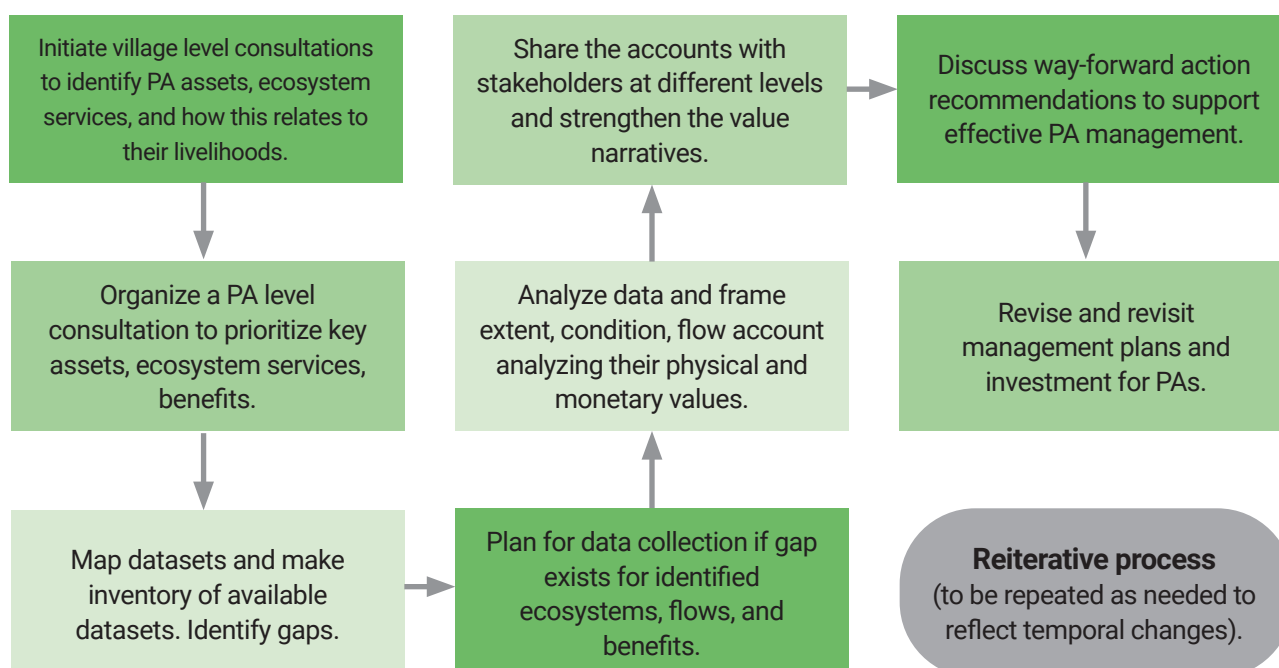 Initiate village level consultations
to identify PA assets, ecosystem
services, and how this relates to
their livelihoods.
Organize a PA level
consultation to prioritize key
assets, ecosystem services,
benefits.
Map datasets and make
inventory of available
datasets. Identify gaps.
Plan for data collection if gap
exists for identified
ecosystems, flows, and
benefits.
Analyze data and frame
extent, condition, flow account
analyzing their physical and
monetary values.
Share the accounts with
stakeholders at different levels
and strengthen the value
narratives.
Discuss way-forward action
recommendations to support
effective PA management.
Revise and revisit
management plans and
investment for PAs.
Reiterative process
(to be repeated as needed to
reflect temporal changes).